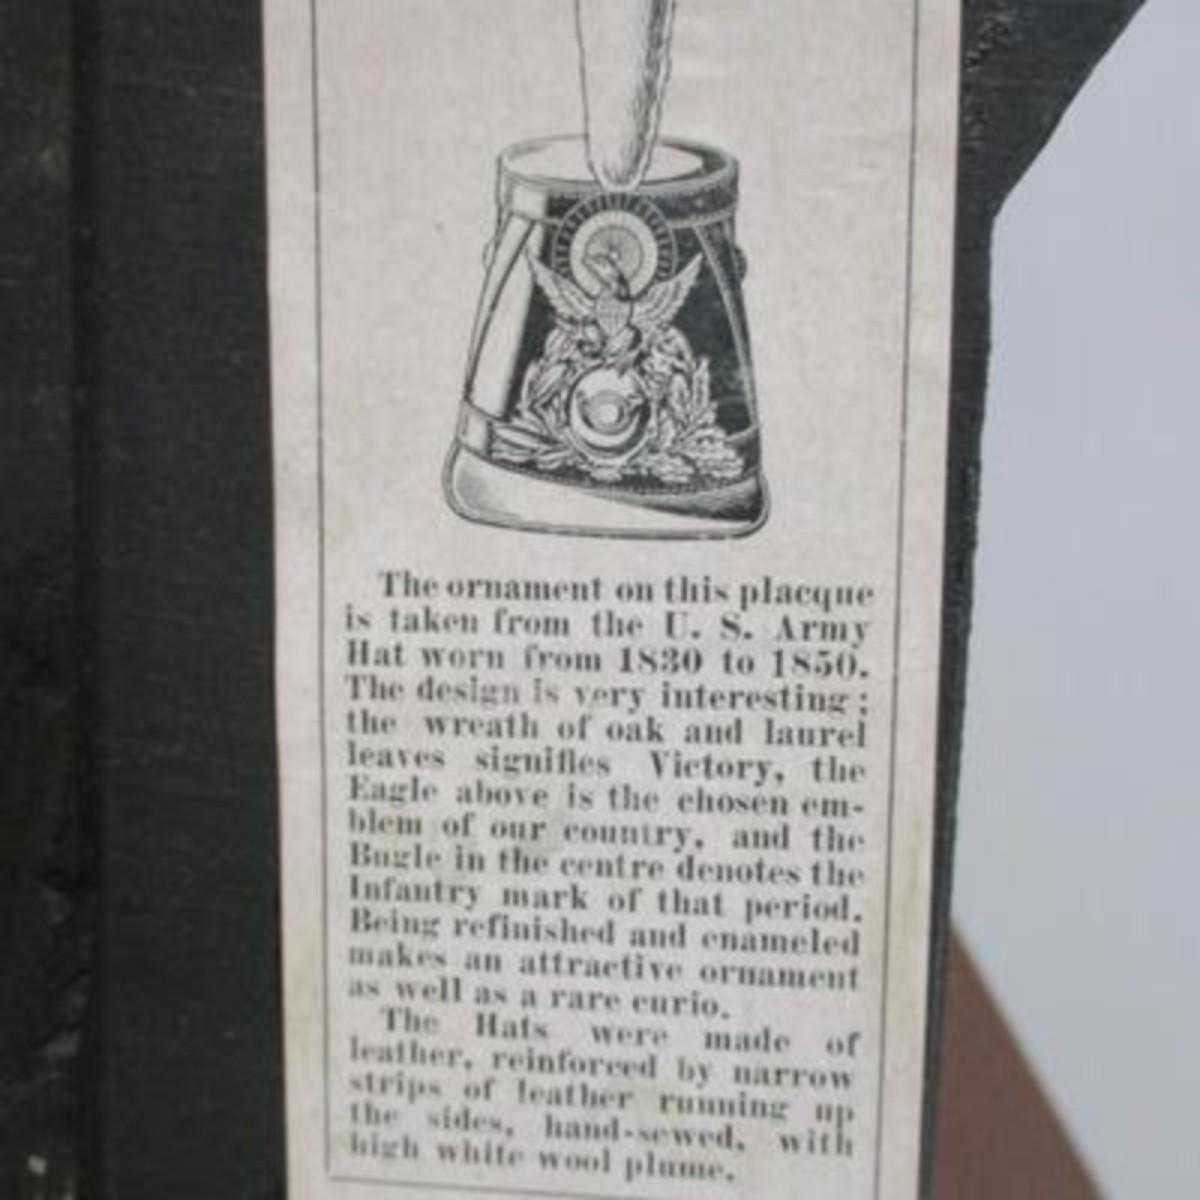 The ornament on this placque
is taken from the U. S. Army
Hat worn from 1830 to 1850.
The design is very interesting;
the wreath of oak and laurel
leaves signifies Victory, the
Eagle above is the chosen em-
blem of our country, and the
Bugle in the centre denotes the
Infantry mark of that period.
Being refinished and enameled
makes an attractive ornament
as well as a rare curio.
The Hats were made of
leather, reinforced by narrow
strips of leather running up
the sides, hand-sewed, with
high white wool plume.